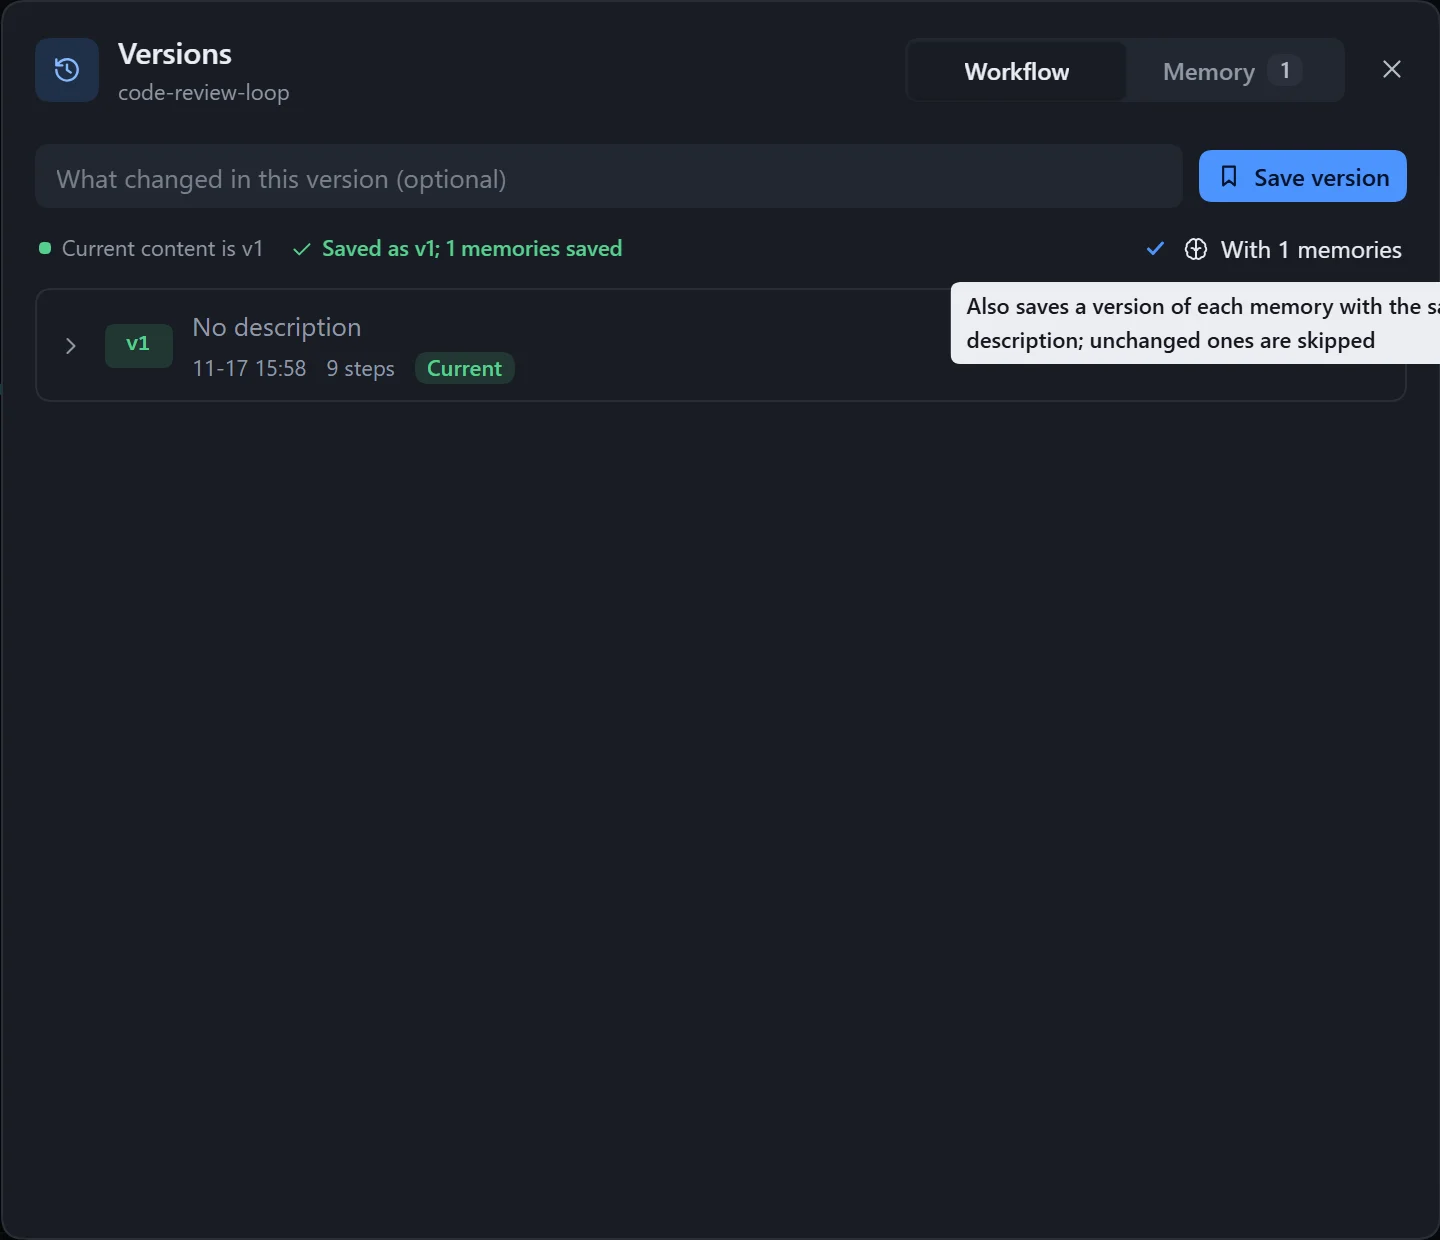 Versions
code-review-loop
Workflow
Memory 1
What changed in this version (optional)
Save version
Current content is v1
Saved as v1; 1 memories saved
With 1 memories
Also saves a version of each memory with the
description; unchanged ones are skipped
v1
No description
11-17 15:58 9 steps Current